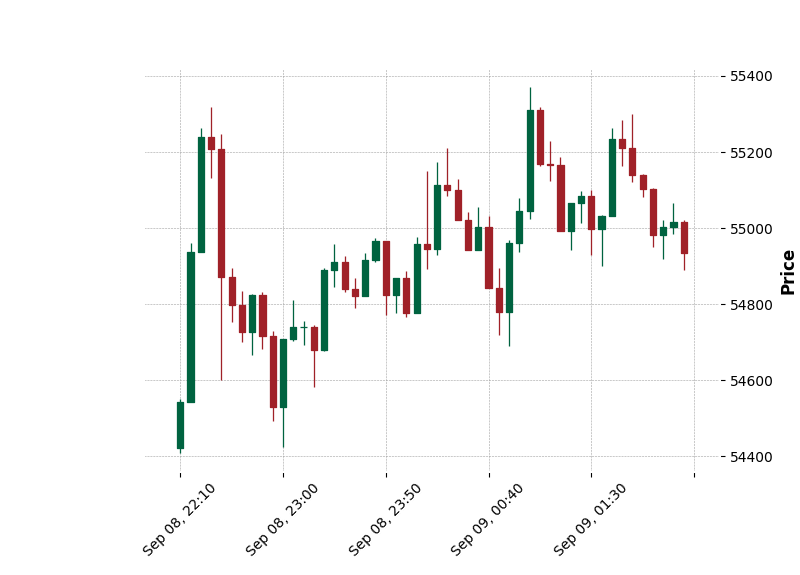 55400
55200
55000
54800
54600
54400
Price
Sep 08, 22:10
Sep 08, 23:00
Sep 08, 23:50
Sep 09, 00:40
Sep 09, 01:30